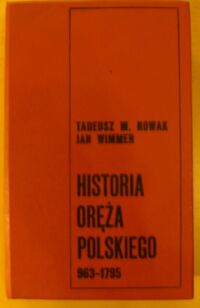 TADEUSZ M. NOWAK
JAN WIMMER
HISTORIA
ORĘŻA
POLSKIEGO
963-1795